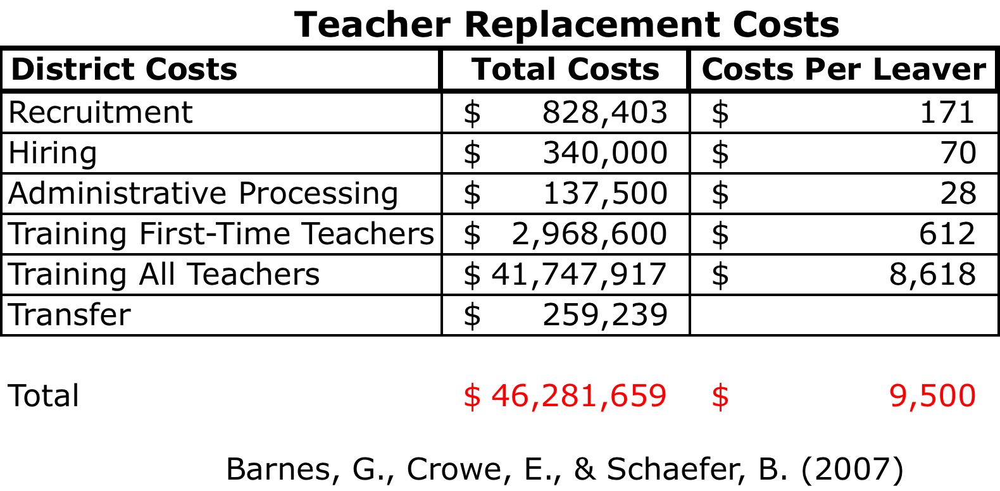 Teacher Replacement Costs
District Costs Total Costs Costs Per Leaver
Recruitment $ 828,403 $ 171
Hiring $ 340,000 $ 70
Administrative Processing $ 137,500 $ 28
Training First-Time Teachers $ 2,968,600 $ 612
Training All Teachers $ 41,747,917 $ 8,618
Transfer $ 259,239
Total $ 46,281,659 $ 9,500
Barnes, G., Crowe, E., & Schaefer, B. (2007)